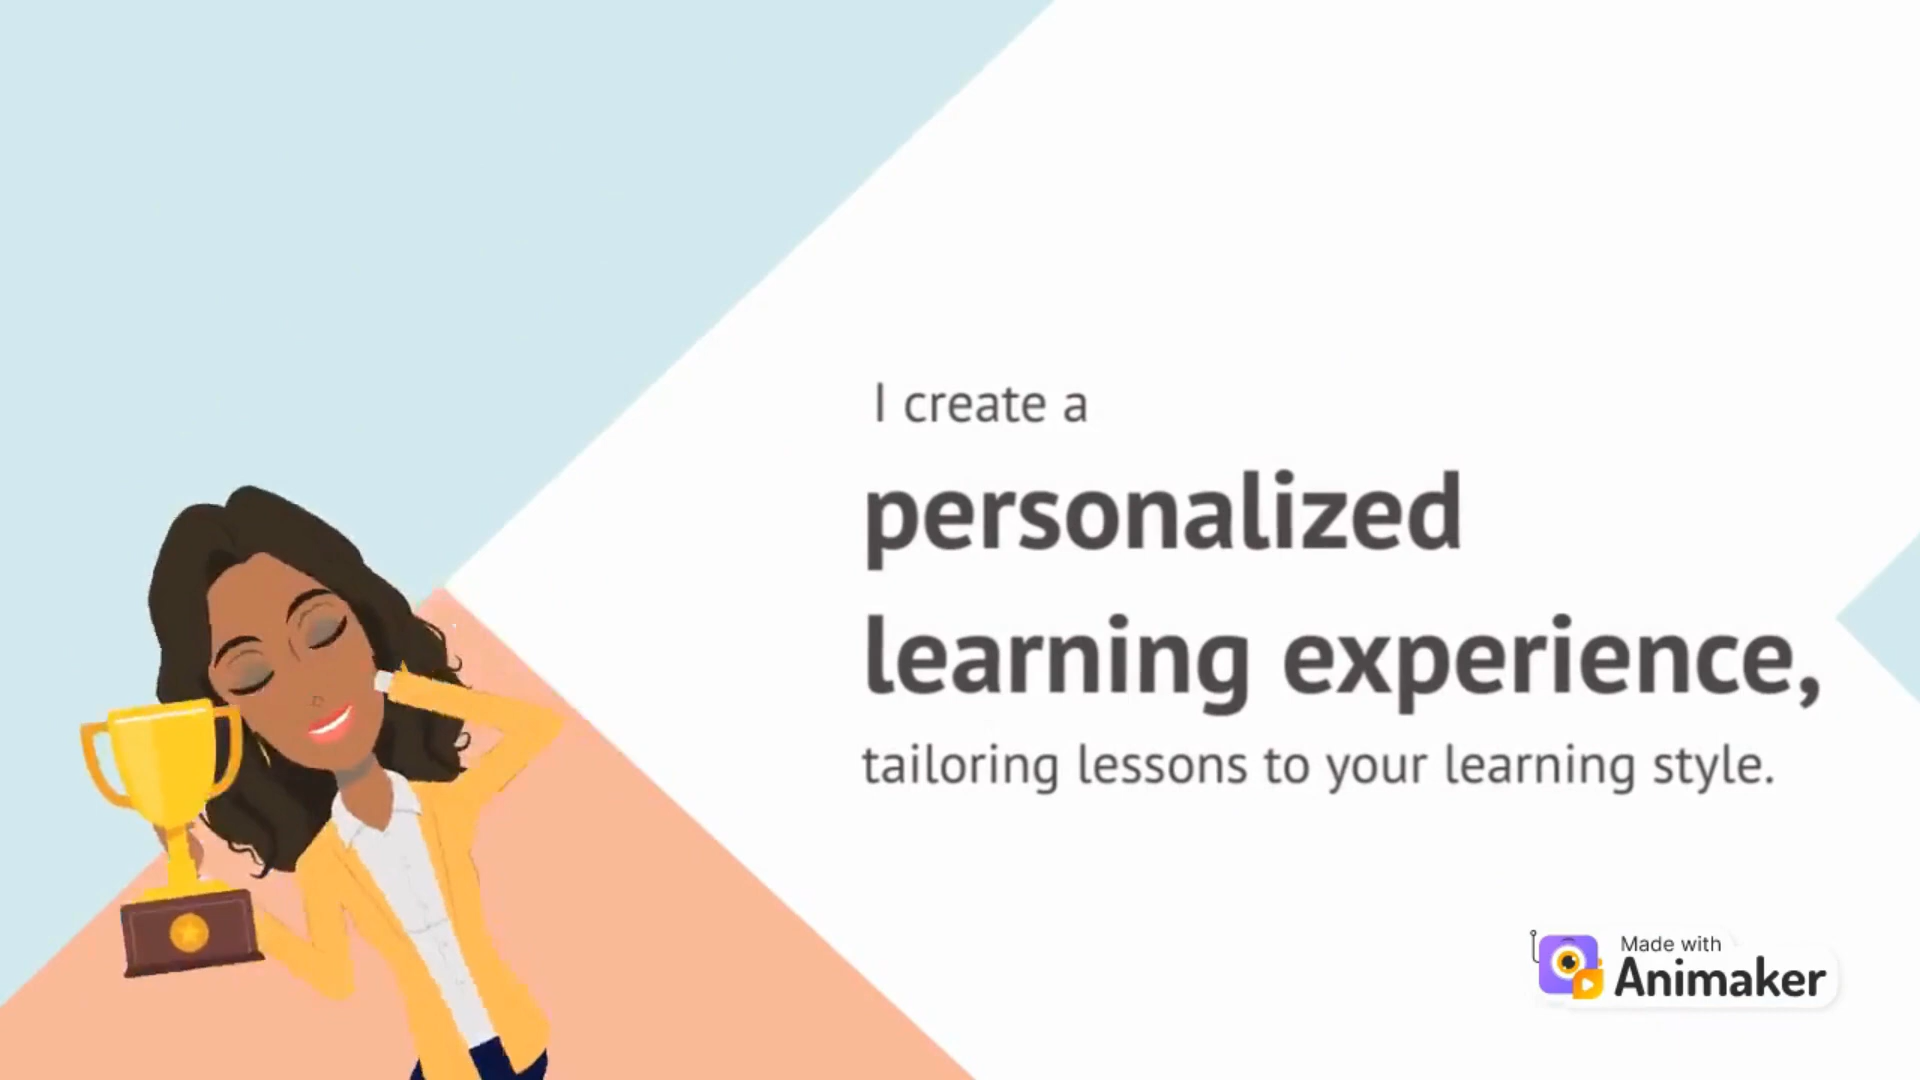 I create a
personalized
learning experience,
tailoring lessons to your learning style.
Made with
Animaker